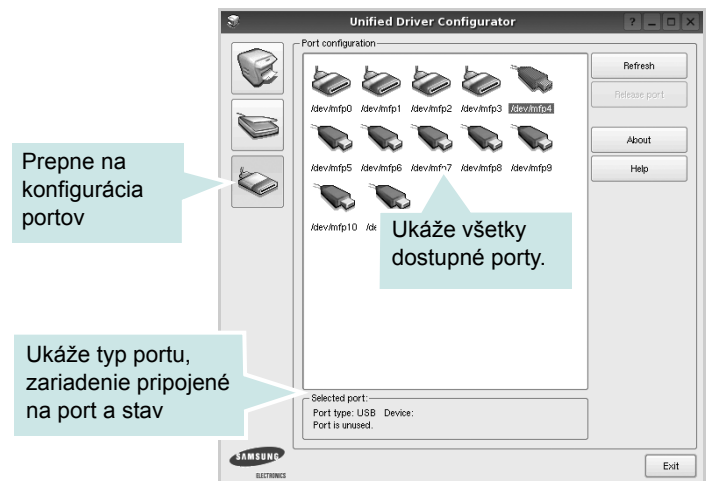 Unified Driver Configurator
Port configuration
/dev/mfp0 /dev/mfp1 /dev/mfp2 /dev/mfp3 /dev/mfp4
/dev/mfp5 /dev/mfp6 /dev/mfp7 /dev/mfp8 /dev/mfp9
/dev/mfp10
Refresh
Release port
About
Help
Prepne na
konfigurácia
portov
Ukáže všetky
dostupné porty.
Ukáže typ portu,
zariadenie pripojené
na port a stav
Selected port:
Port type: USB Device:
Port is unused.
SAMSUNG
ELECTRONICS
Exit